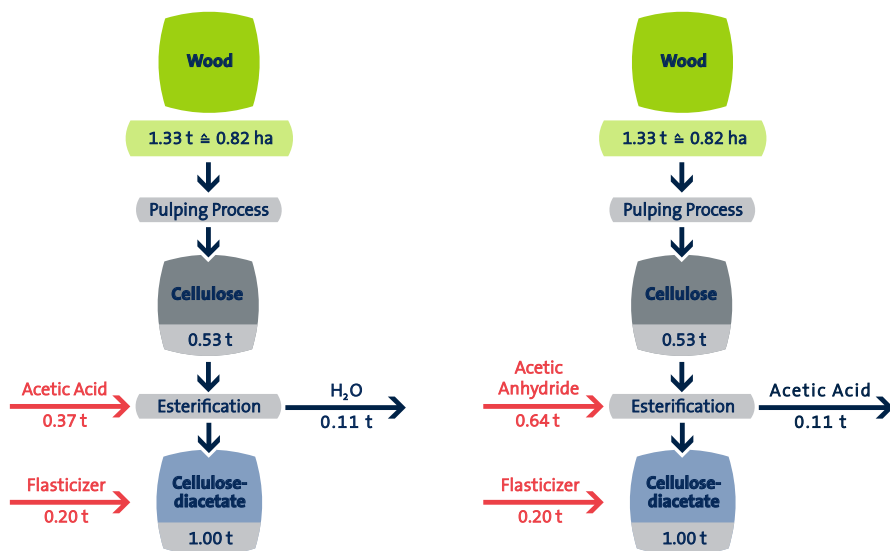 Wood
1.33 t ≙ 0.82 ha
Pulping Process
Cellulose
0.53 t
Acetic Acid
0.37 t
Esterification
H₂O
0.11 t
Flasticizer
0.20 t
Cellulose-
diacetate
1.00 t
Wood
1.33 t ≙ 0.82 ha
Pulping Process
Cellulose
0.53 t
Acetic
Anhydride
0.64 t
Esterification
Acetic Acid
0.11 t
Flasticizer
0.20 t
Cellulose-
diacetate
1.00 t